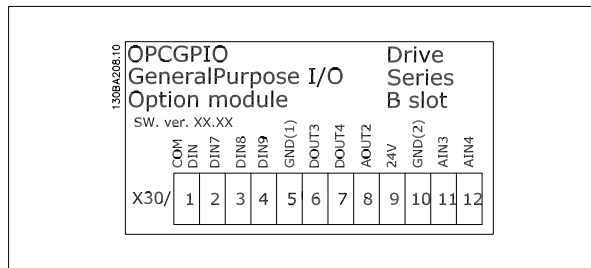 130BA208.10
OPCGPIO Drive
GeneralPurpose I/O Series
Option module B slot
SW. ver. XX.XX
COM DIN DIN7 DIN8 DIN9 GND(1) DOUT3 DOUT4 AOUT2 24V GND(2) AIN3 AIN4
X30/ 1 2 3 4 5 6 7 8 9 10 11 12